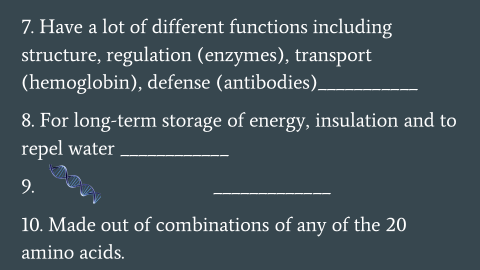 7. Have a lot of different functions including
structure, regulation (enzymes), transport
(hemoglobin), defense (antibodies)___________
8. For long-term storage of energy, insulation and to
repel water ____________
9. _____________
10. Made out of combinations of any of the 20
amino acids.